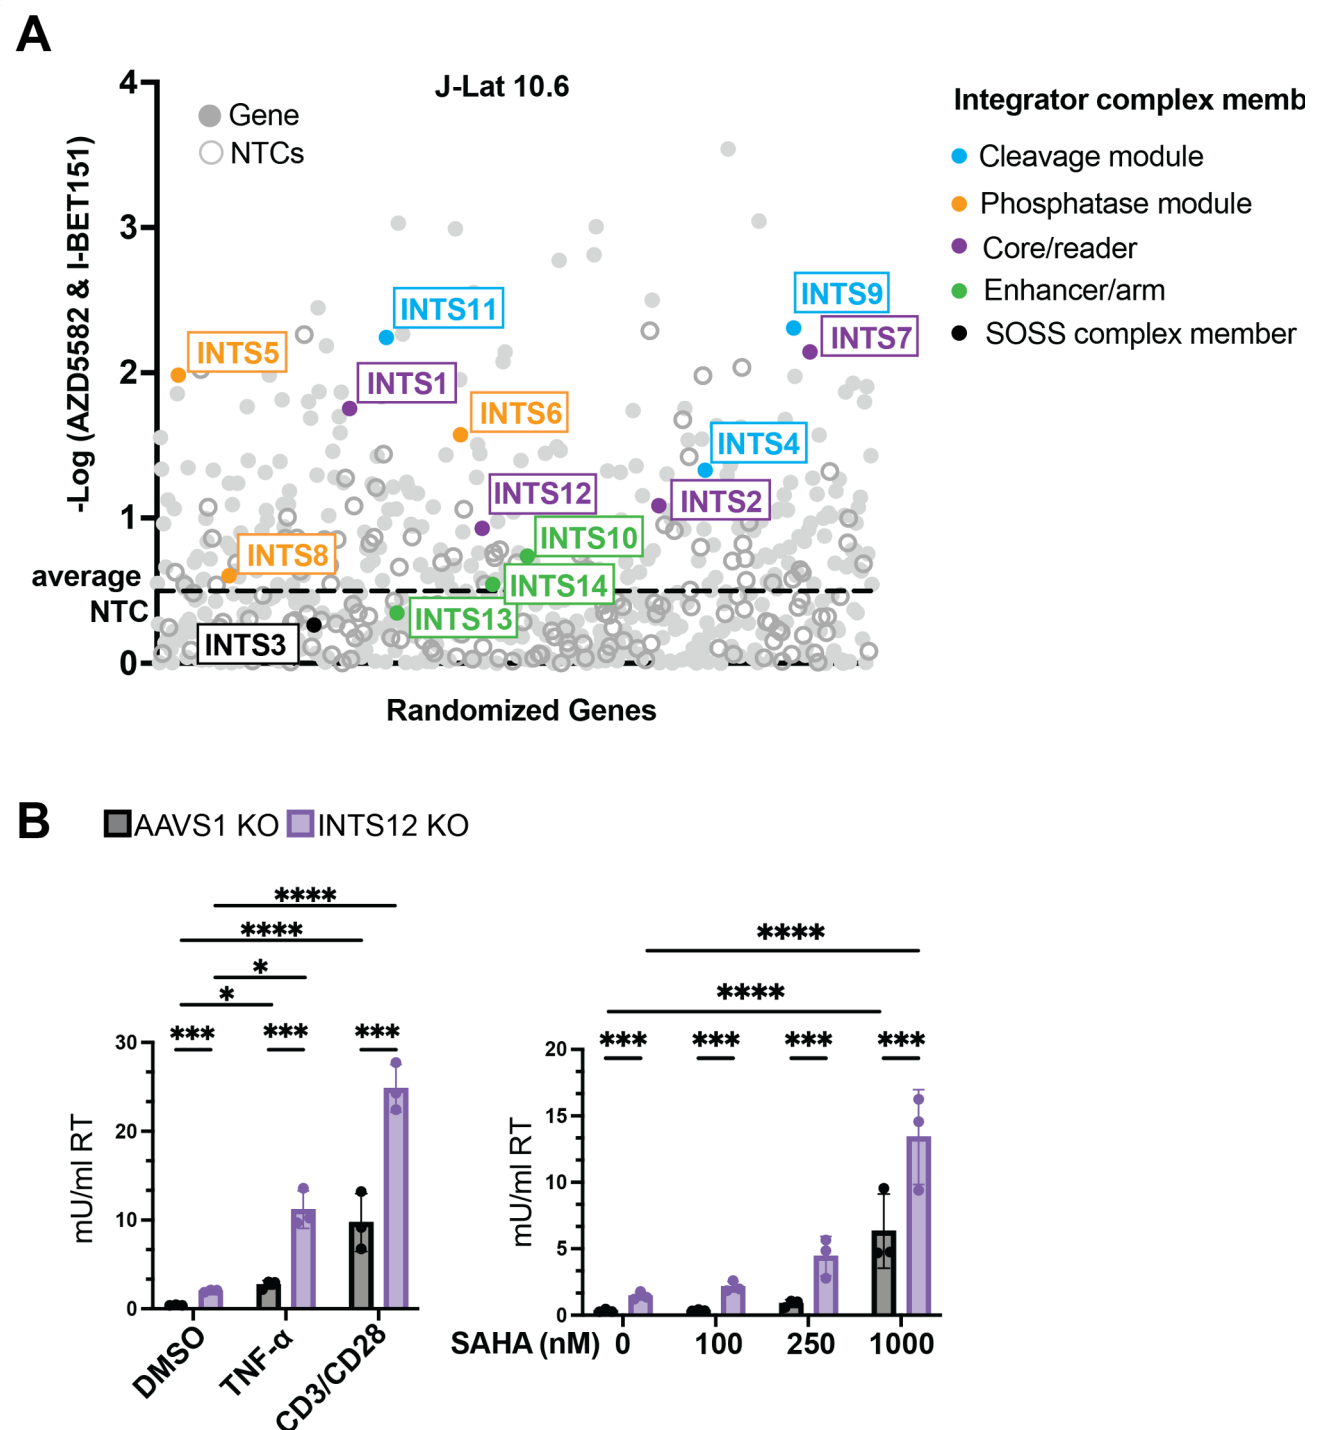 A
J-Lat 10.6
Gene
NTCs
-Log (AZD5582 & I-BET151)
4
3
2
1
0
average
NTC
INTS5
INTS11
INTS1
INTS6
INTS12
INTS8
INTS10
INTS14
INTS13
INTS3
INTS9
INTS7
INTS4
INTS2
Randomized Genes
Integrator complex memb
Cleavage module
Phosphatase module
Core/reader
Enhancer/arm
SOSS complex member
B
AAVS1 KO INTS12 KO
****
****
*
*
*** *** ***
mU/ml RT
30
20
10
0
DMSO
TNF-α
CD3/CD28
****
****
*** *** *** ***
mU/ml RT
20
15
10
5
0
SAHA (nM) 0 100 250 1000